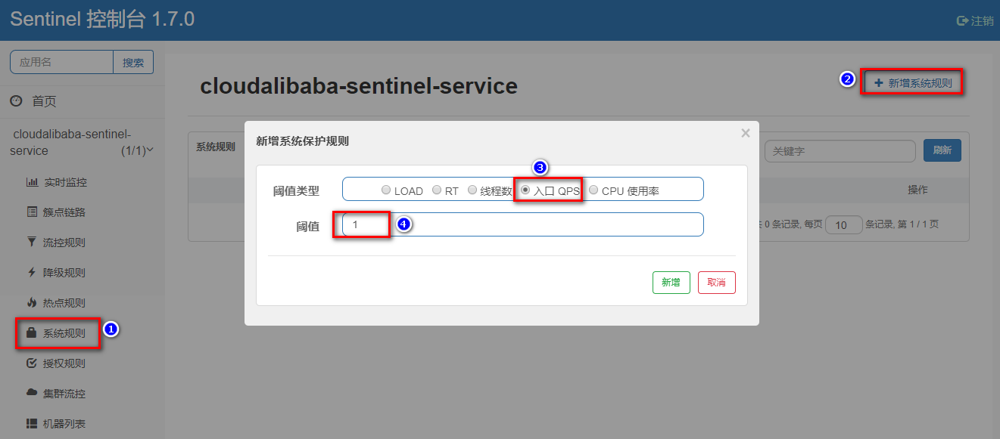 Sentinel 控制台 1.7.0
注销
应用名
搜索
首页
cloudalibaba-sentinel-
service
(1/1)
实时监控
簇点链路
流控规则
降级规则
热点规则
系统规则
1
授权规则
集群流控
机器列表
cloudalibaba-sentinel-service
2
新增系统规则
系统规则
关键字
刷新
操作
0 条记录, 每页 10 条记录, 第 1 / 1 页
新增系统保护规则
×
3
阈值类型
LOAD RT 线程数 入口 QPS CPU 使用率
阈值
1
4
新增
取消